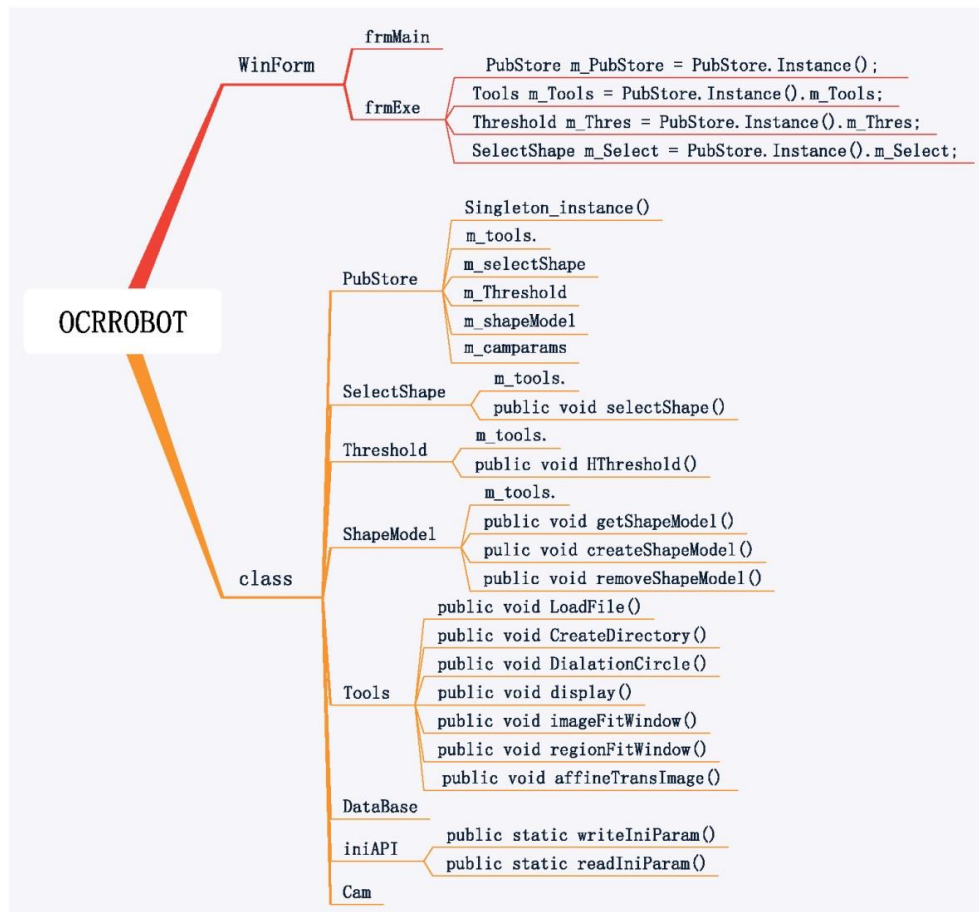 OCRROBOT
WinForm
frmMain
frmExe
PubStore m_PubStore = PubStore.Instance();
Tools m_Tools = PubStore.Instance().m_Tools;
Threshold m_Thres = PubStore.Instance().m_Thres;
SelectShape m_Select = PubStore.Instance().m_Select;
class
PubStore
Singleton_instance()
m_tools.
m_selectShape
m_Threshold
m_shapeModel
m_camparams
SelectShape
m_tools.
public void selectShape()
Threshold
m_tools.
public void HThreshold()
ShapeModel
m_tools.
public void getShapeModel()
pulic void createShapeModel()
public void removeShapeModel()
Tools
public void LoadFile()
public void CreateDirectory()
public void DialationCircle()
public void display()
public void imageFitWindow()
public void regionFitWindow()
public void affineTransImage()
DataBase
iniAPI
public static writeIniParam()
public static readIniParam()
Cam